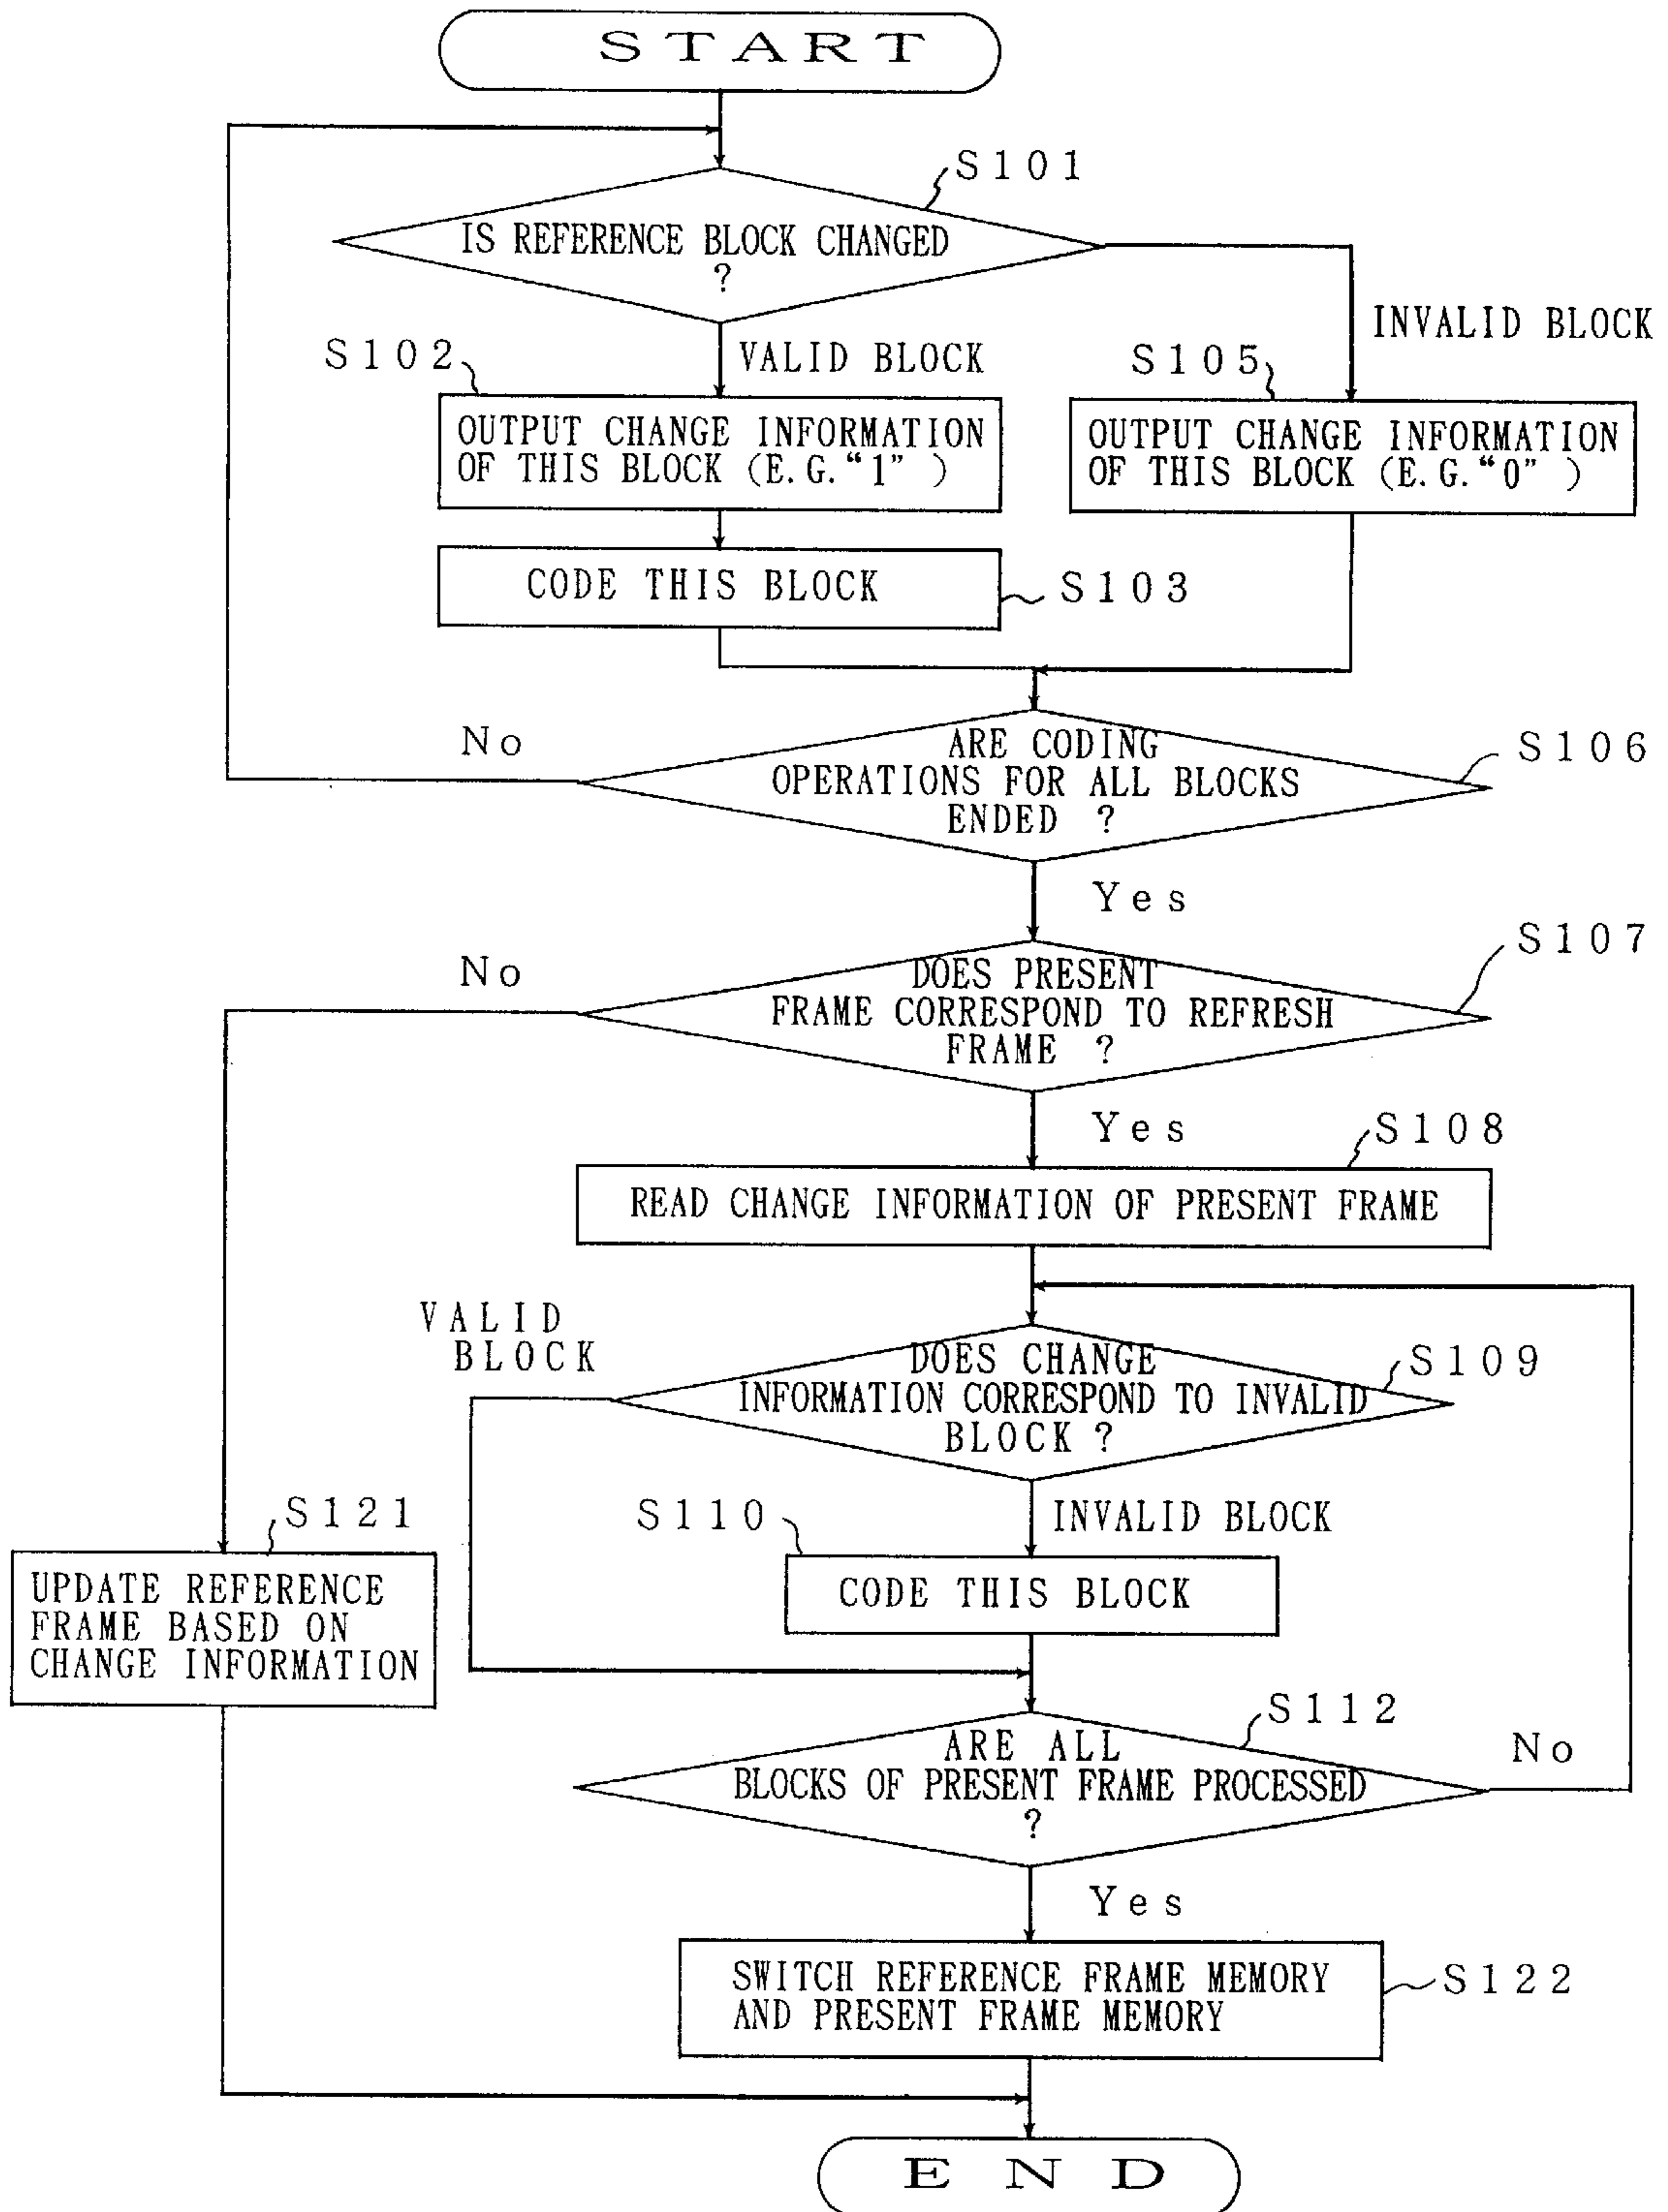 START
S101
IS REFERENCE BLOCK CHANGED
?
INVALID BLOCK
S102
VALID BLOCK
S105
OUTPUT CHANGE INFORMATION
OF THIS BLOCK (E.G."1" )
OUTPUT CHANGE INFORMATION
OF THIS BLOCK (E.G."0" )
CODE THIS BLOCK
S103
No
ARE CODING
OPERATIONS FOR ALL BLOCKS
ENDED ?
S106
Yes
S107
No
DOES PRESENT
FRAME CORRESPOND TO REFRESH
FRAME ?
Yes
S108
READ CHANGE INFORMATION OF PRESENT FRAME
VALID
BLOCK
DOES CHANGE
INFORMATION CORRESPOND TO INVALID
BLOCK ?
S109
S121
S110
INVALID BLOCK
UPDATE REFERENCE
FRAME BASED ON
CHANGE INFORMATION
CODE THIS BLOCK
S112
No
ARE ALL
BLOCKS OF PRESENT FRAME PROCESSED
?
Yes
SWITCH REFERENCE FRAME MEMORY
AND PRESENT FRAME MEMORY
S122
END